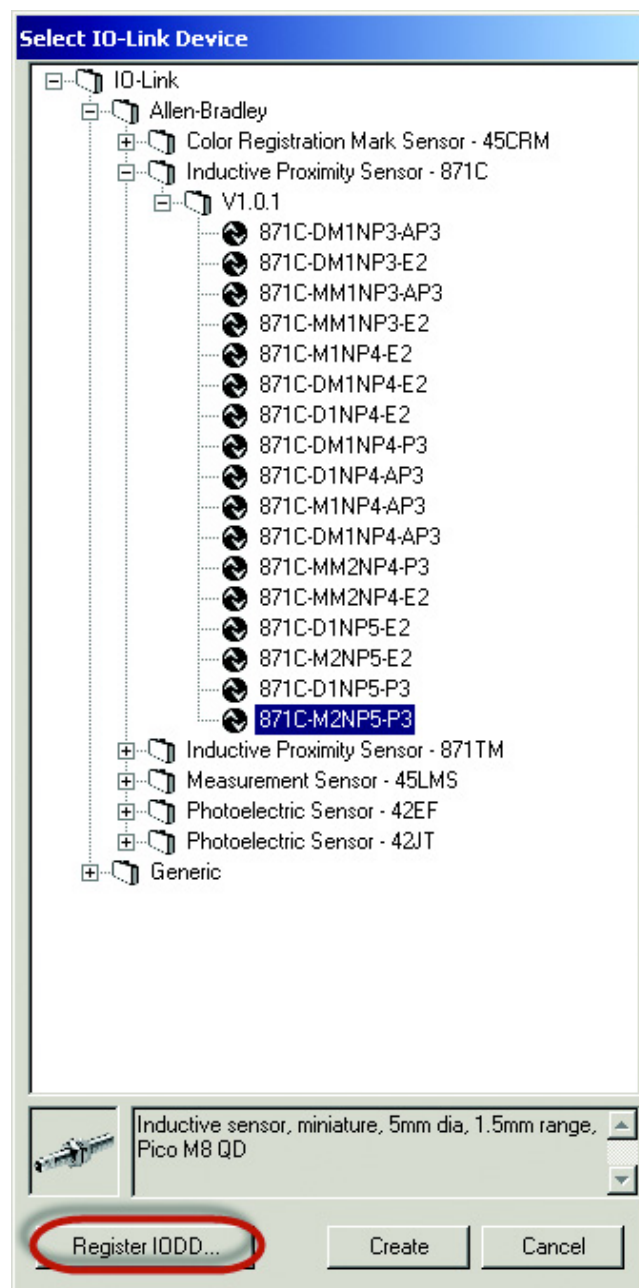 Select IO-Link Device
IO-Link
Allen-Bradley
Color Registration Mark Sensor - 45CRM
Inductive Proximity Sensor - 871C
V1.0.1
871C-DM1NP3-AP3
871C-DM1NP3-E2
871C-MM1NP3-AP3
871C-MM1NP3-E2
871C-M1NP4-E2
871C-DM1NP4-E2
871C-D1NP4-E2
871C-DM1NP4-P3
871C-D1NP4-AP3
871C-M1NP4-AP3
871C-DM1NP4-AP3
871C-MM2NP4-P3
871C-MM2NP4-E2
871C-D1NP5-E2
871C-M2NP5-E2
871C-D1NP5-P3
871C-M2NP5-P3
Inductive Proximity Sensor - 871TM
Measurement Sensor - 45LMS
Photoelectric Sensor - 42EF
Photoelectric Sensor - 42JT
Generic
Inductive sensor, miniature, 5mm dia, 1.5mm range,
Pico M8 QD
Register IODD... Create Cancel